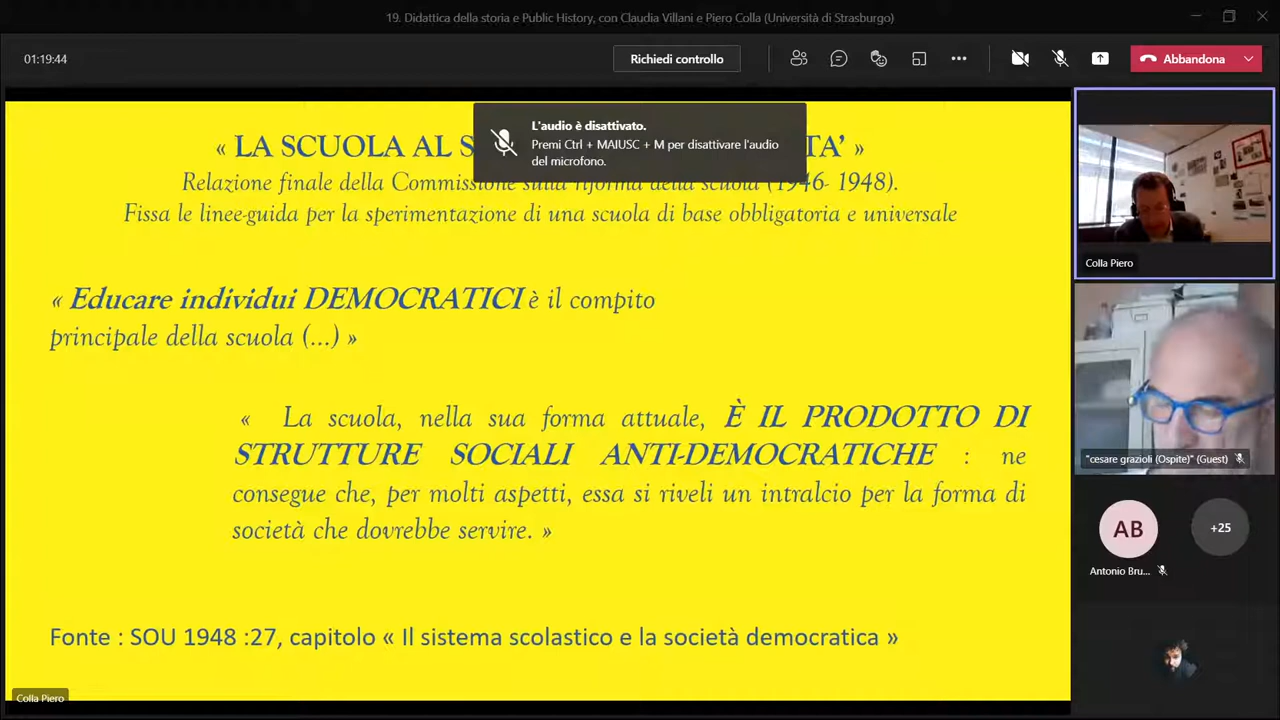 19. Didattica della storia e Public History, con Claudia Villani e Piero Colla (Università di Strasburgo)
01:19:44
Richiedi controllo
Abbandona
L'audio è disattivato.
Premi Ctrl + MAIUSC + M per disattivare l'audio
del microfono.
« LA SCUOLA AL S TA' »
Relazione finale della Commissione sulla riforma della scuola (1946- 1948).
Fissa le linee-guida per la sperimentazione di una scuola di base obbligatoria e universale
« Educare individui DEMOCRATICI è il compito
principale della scuola (...) »
« La scuola, nella sua forma attuale, È IL PRODOTTO DI
STRUTTURE SOCIALI ANTI-DEMOCRATICHE : ne
consegue che, per molti aspetti, essa si riveli un intralcio per la forma di
società che dovrebbe servire. »
Fonte : SOU 1948 :27, capitolo « Il sistema scolastico e la società democratica »
Colla Piero
Colla Piero
"cesare grazioli (Ospite)" (Guest)
AB
+25
Antonio Bru...